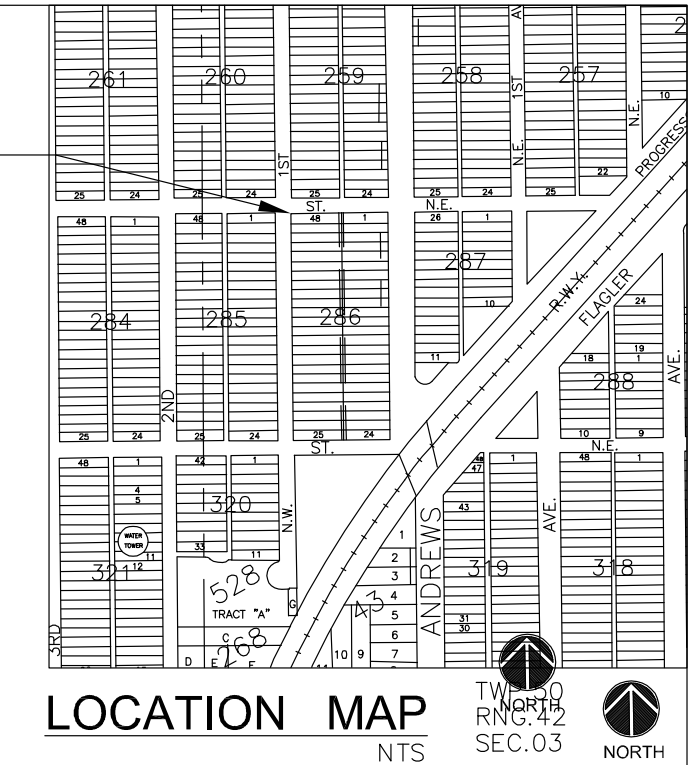 261 260 259 258 257 2
1ST
AV
1ST
N.E.
N.E.
10
22
PROGRESS
25 24 25 24 25 24 25 24 25
ST. N.E.
48 1 48 1 48 1 26 1
287
10
11
284 285 286
R.W.Y.
FLAGLER
24
19
18 1
288
AVE.
10 9
N.E.
2ND
25 24 25 24 25 24
ST.
48 1 42 1 48 1 48 1
47
4
5
43
WATER
TOWER
11
12
321
320
33 11
N.W.
528
TRACT "A"
G
C
268
D E F
3RD
43
1
2
3
4
5
6
7
10 9
11
ANDREWS
AVE.
319 318
31
30
LOCATION MAP
NTS
TWP.50
RNG.42
SEC.03
NORTH
NORTH